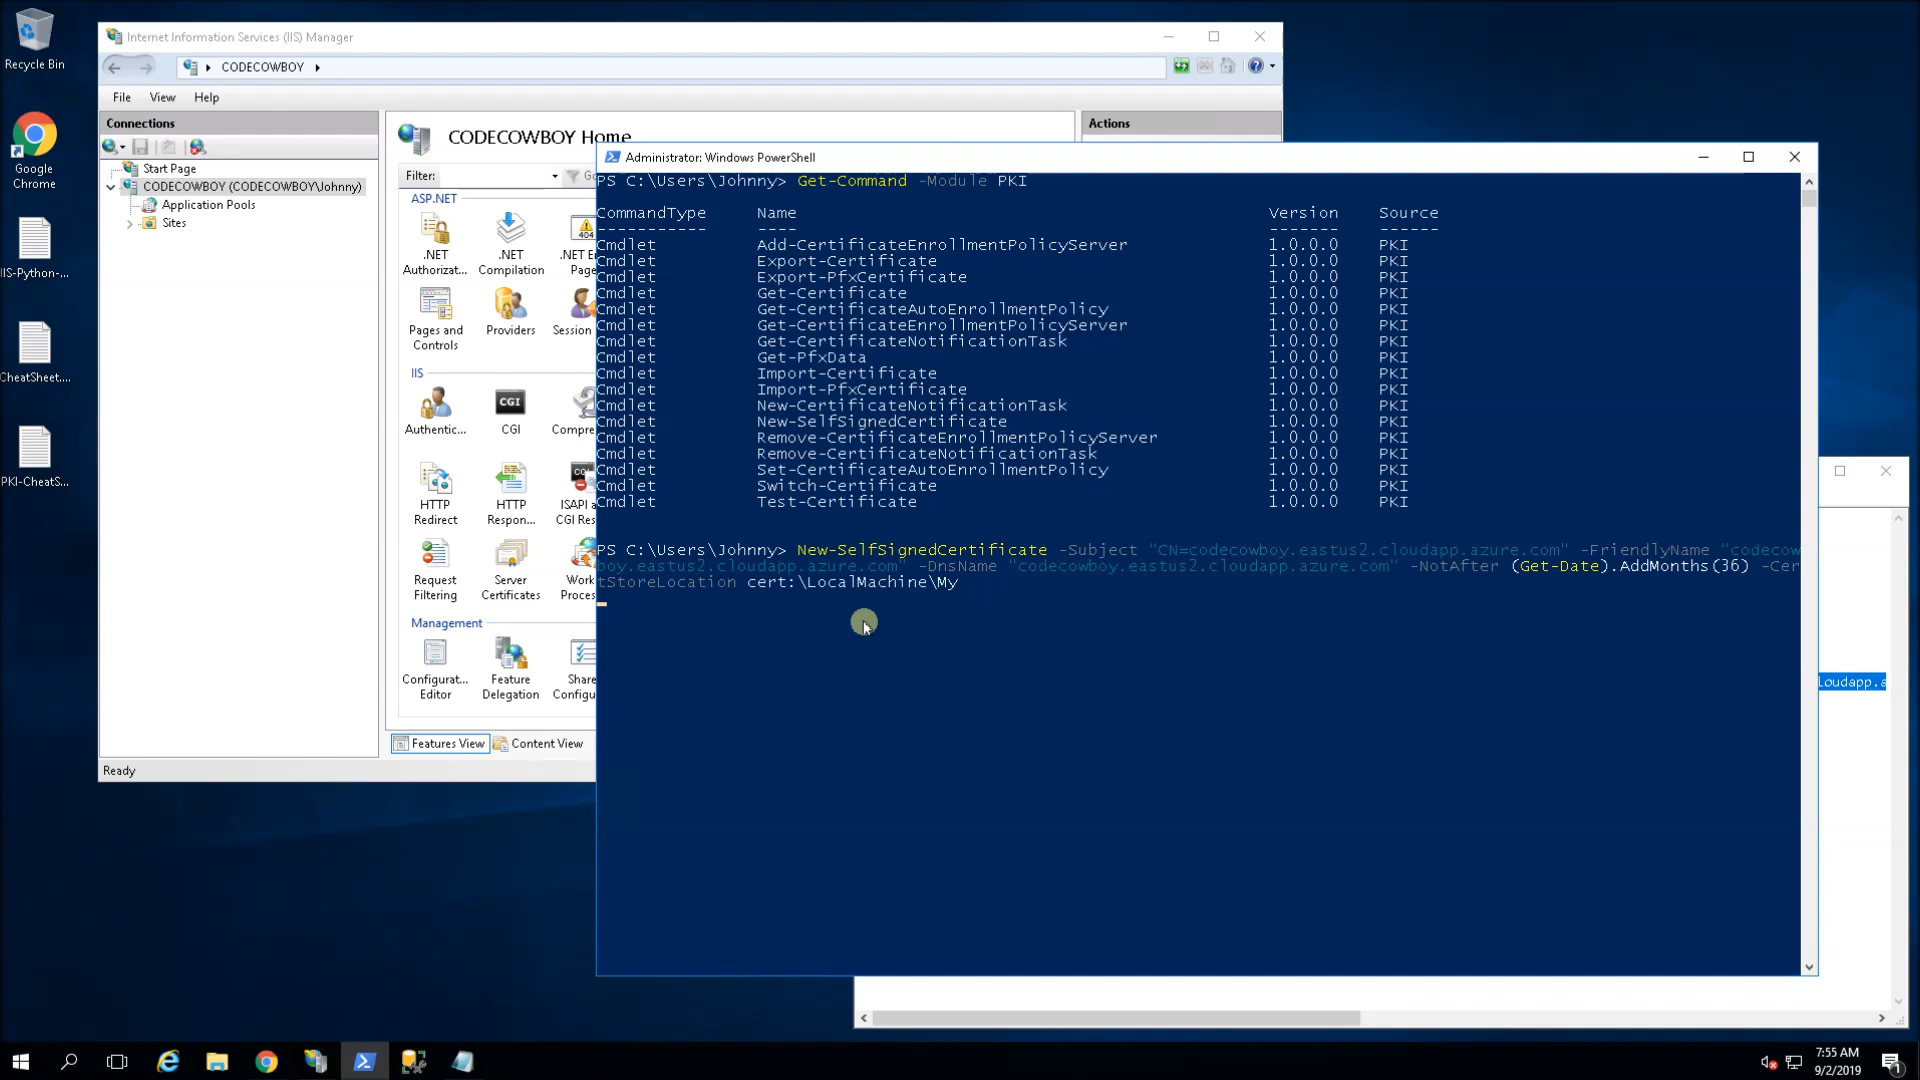 Recycle Bin
Google
Chrome
IIS-Python-...
CheatSheet....
PKI-CheatS...
Internet Information Services (IIS) Manager
CODECOWBOY
File View Help
Connections
Start Page
CODECOWBOY (CODECOWBOY\Johnny)
Application Pools
Sites
CODECOWBOY Home
Actions
Filter:
ASP.NET
.NET
Authorizat...
.NET
Compilation
Pages and
Controls
Providers
IIS
Authentic...
CGI
CGI
HTTP
Redirect
HTTP
Respon...
Request
Filtering
Server
Certificates
Management
Configurat...
Editor
Feature
Delegation
Features View Content View
Ready
Administrator: Windows PowerShell
PS C:\Users\Johnny> Get-Command -Module PKI
CommandType Name Version Source
----------- ---- ------- ------
Cmdlet Add-CertificateEnrollmentPolicyServer 1.0.0.0 PKI
Cmdlet Export-Certificate 1.0.0.0 PKI
Cmdlet Export-PfxCertificate 1.0.0.0 PKI
Cmdlet Get-Certificate 1.0.0.0 PKI
Cmdlet Get-CertificateAutoEnrollmentPolicy 1.0.0.0 PKI
Cmdlet Get-CertificateEnrollmentPolicyServer 1.0.0.0 PKI
Cmdlet Get-CertificateNotificationTask 1.0.0.0 PKI
Cmdlet Get-PfxData 1.0.0.0 PKI
Cmdlet Import-Certificate 1.0.0.0 PKI
Cmdlet Import-PfxCertificate 1.0.0.0 PKI
Cmdlet New-CertificateNotificationTask 1.0.0.0 PKI
Cmdlet New-SelfSignedCertificate 1.0.0.0 PKI
Cmdlet Remove-CertificateEnrollmentPolicyServer 1.0.0.0 PKI
Cmdlet Remove-CertificateNotificationTask 1.0.0.0 PKI
Cmdlet Set-CertificateAutoEnrollmentPolicy 1.0.0.0 PKI
Cmdlet Switch-Certificate 1.0.0.0 PKI
Cmdlet Test-Certificate 1.0.0.0 PKI
PS C:\Users\Johnny> New-SelfSignedCertificate -Subject "CN=codecowboy.eastus2.cloudapp.azure.com" -FriendlyName "codecow
boy.eastus2.cloudapp.azure.com" -DnsName "codecowboy.eastus2.cloudapp.azure.com" -NotAfter (Get-Date).AddMonths(36) -Cer
tStoreLocation cert:\LocalMachine\My
loudapp.a
7:55 AM
9/2/2019
1